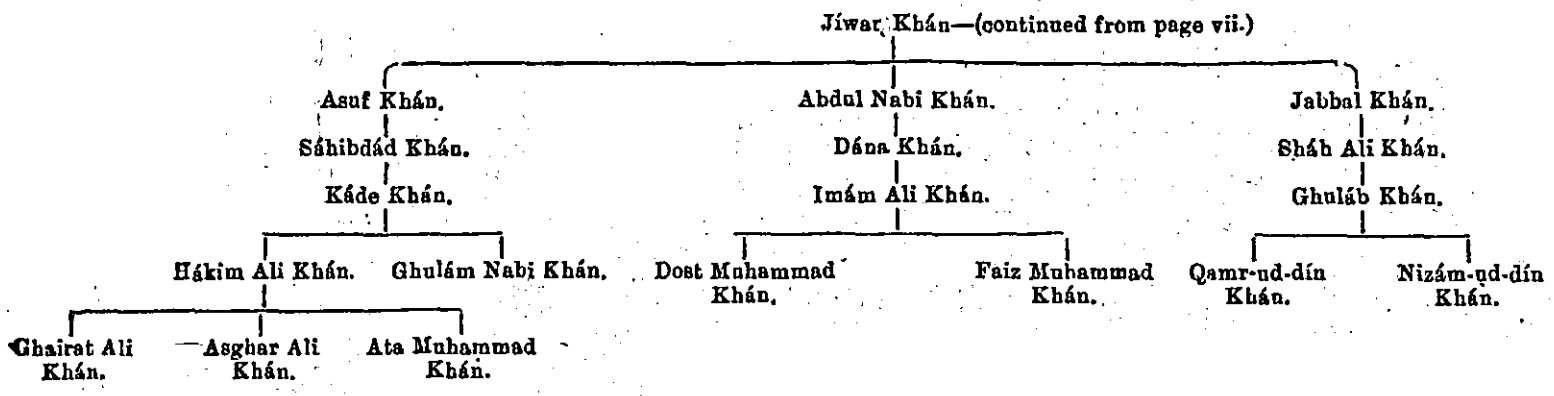 Jíwar Khán—(continued from page vii.)
Asuf Khán. Abdul Nabi Khán. Jabbal Khán.
Sáhibdád Khán. Dána Khán. Sháh Ali Khán.
Káde Khán. Imám Ali Khán. Ghuláb Khán.
Hákim Ali Khán. Ghulám Nabi Khán. Dost Muhammad Faiz Muhammad Qamr-ud-dín Nizám-ud-dín
Khán. Khán. Khán. Khán.
Ghairat Ali Asghar Ali Ata Muhammad
Khán. Khán. Khán.